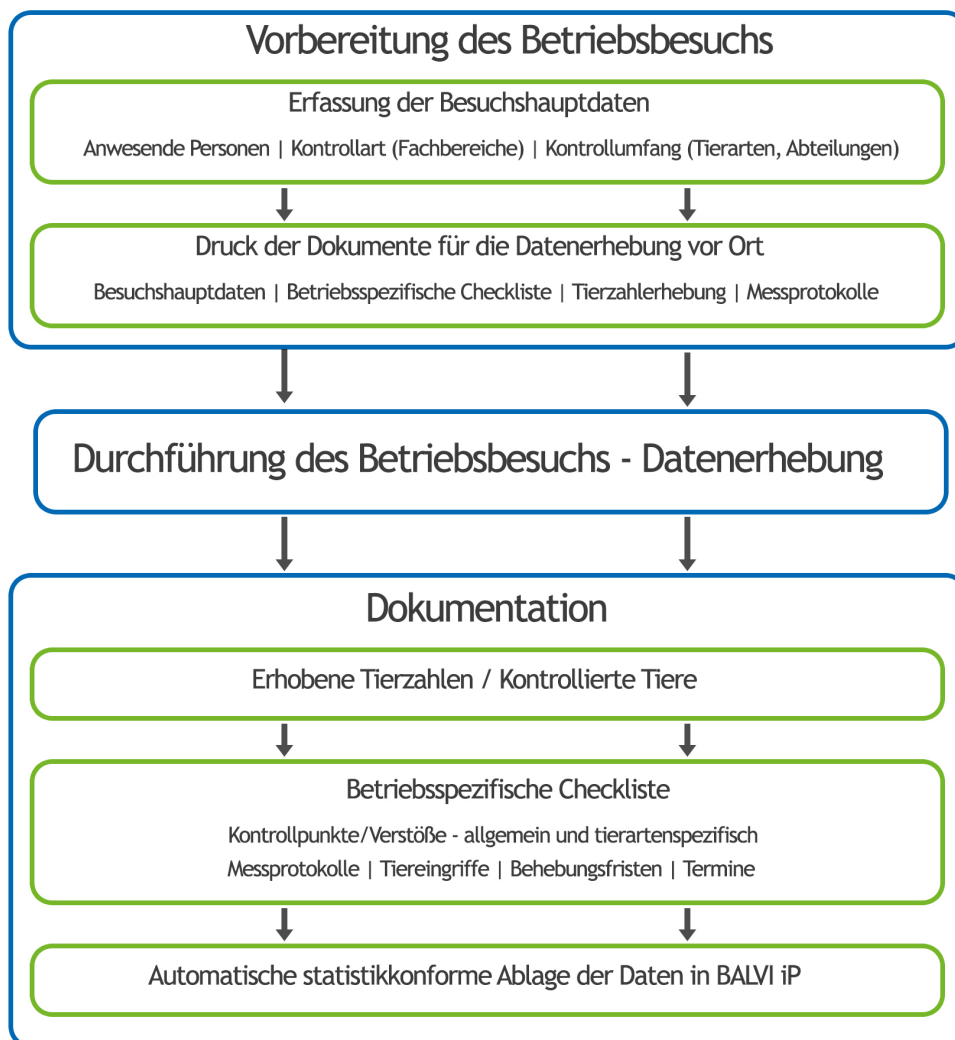 Vorbereitung des Betriebsbesuchs
Erfassung der Besuchshauptdaten
Anwesende Personen | Kontrollart (Fachbereiche) | Kontrollumfang (Tierarten, Abteilungen)
Druck der Dokumente für die Datenerhebung vor Ort
Besuchshauptdaten | Betriebsspezifische Checkliste | Tierzahlerhebung | Messprotokolle
Durchführung des Betriebsbesuchs - Datenerhebung
Dokumentation
Erhobene Tierzahlen / Kontrollierte Tiere
Betriebsspezifische Checkliste
Kontrollpunkte/Verstöße - allgemein und tierartenspezifisch
Messprotokolle | Tiereingriffe | Behebungsfristen | Termine
Automatische statistikkonforme Ablage der Daten in BALVI iP